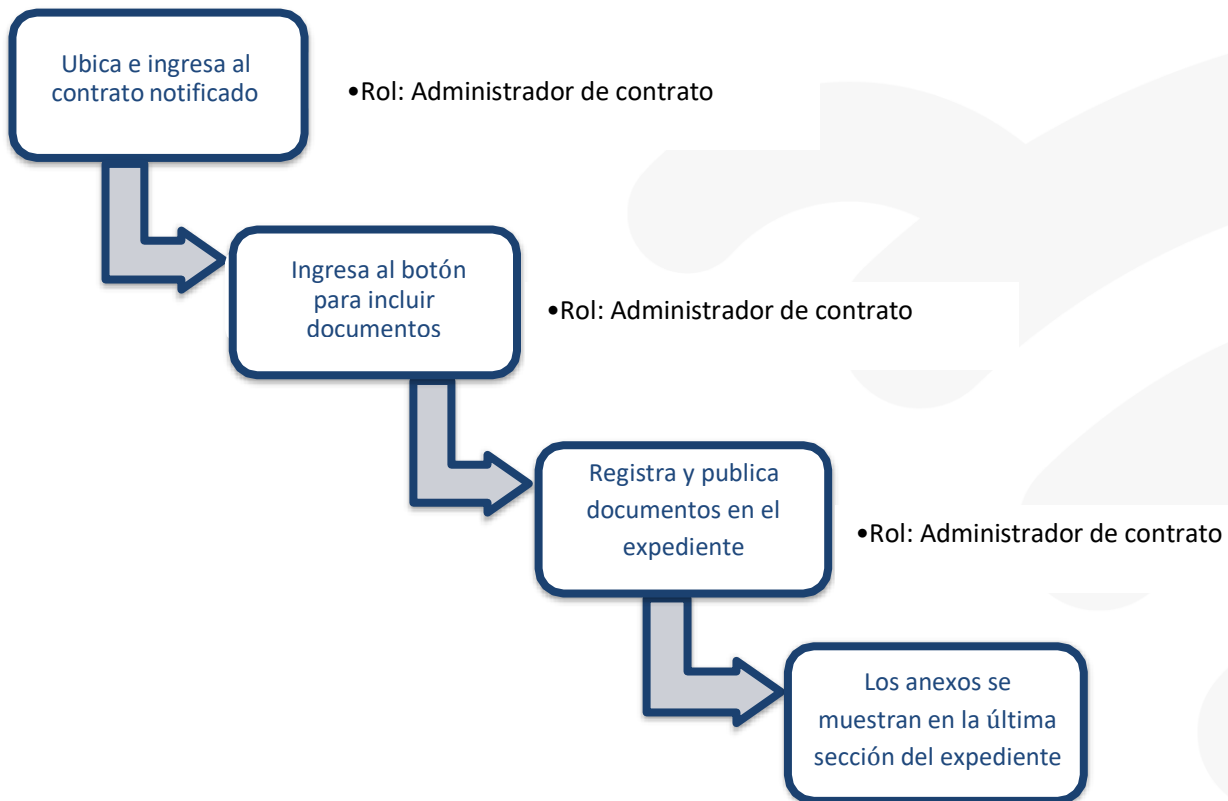 Ubica e ingresa al
contrato notificado
•Rol: Administrador de contrato
Ingresa al botón
para incluir
documentos
•Rol: Administrador de contrato
Registra y publica
documentos en el
expediente
•Rol: Administrador de contrato
Los anexos se
muestran en la última
sección del expediente